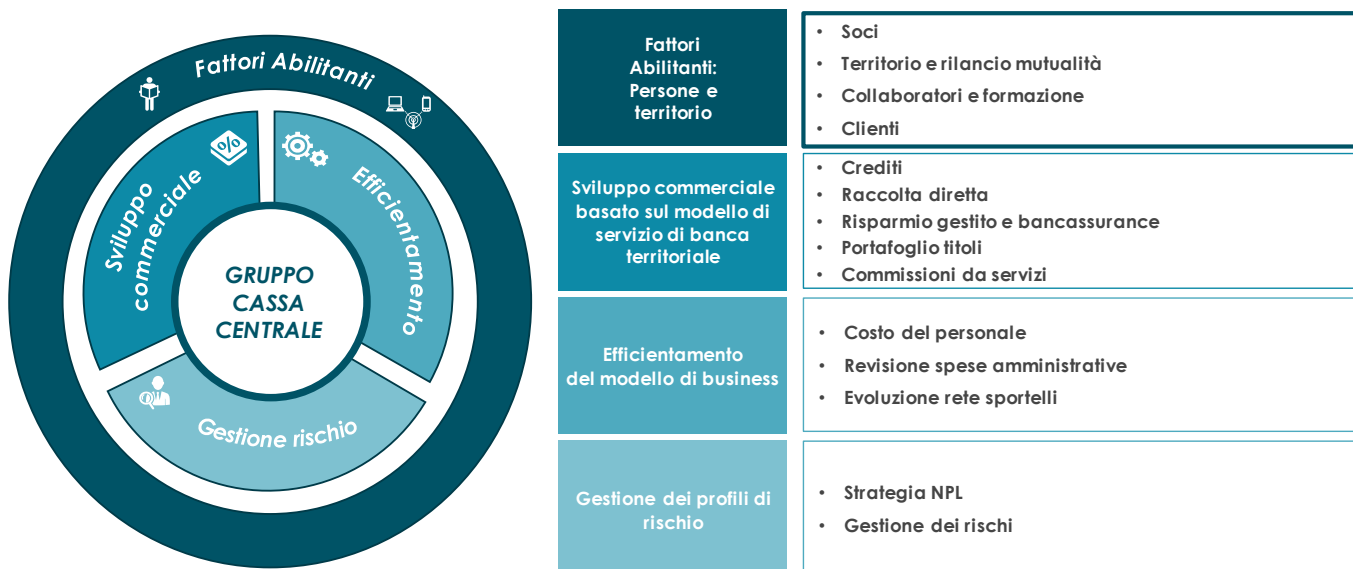 Fattori Abilitanti
Sviluppo
commerciale
%
Efficientamento
GRUPPO
CASSA
CENTRALE
Gestione rischio
Fattori
Abilitanti:
Persone e
territorio
• Soci
• Territorio e rilancio mutualità
• Collaboratori e formazione
• Clienti
Sviluppo commerciale
basato sul modello di
servizio di banca
territoriale
• Crediti
• Raccolta diretta
• Risparmio gestito e bancassurance
• Portafoglio titoli
• Commissioni da servizi
Efficientamento
del modello di business
• Costo del personale
• Revisione spese amministrative
• Evoluzione rete sportelli
Gestione dei profili di
rischio
• Strategia NPL
• Gestione dei rischi